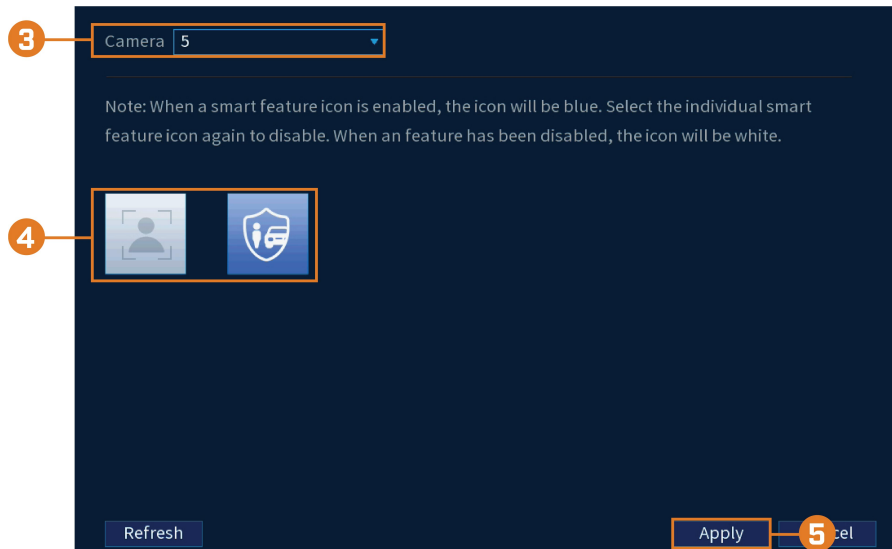 3
Camera 5
Note: When a smart feature icon is enabled, the icon will be blue. Select the individual smart
feature icon again to disable. When an feature has been disabled, the icon will be white.
4
Refresh Apply 5 cel